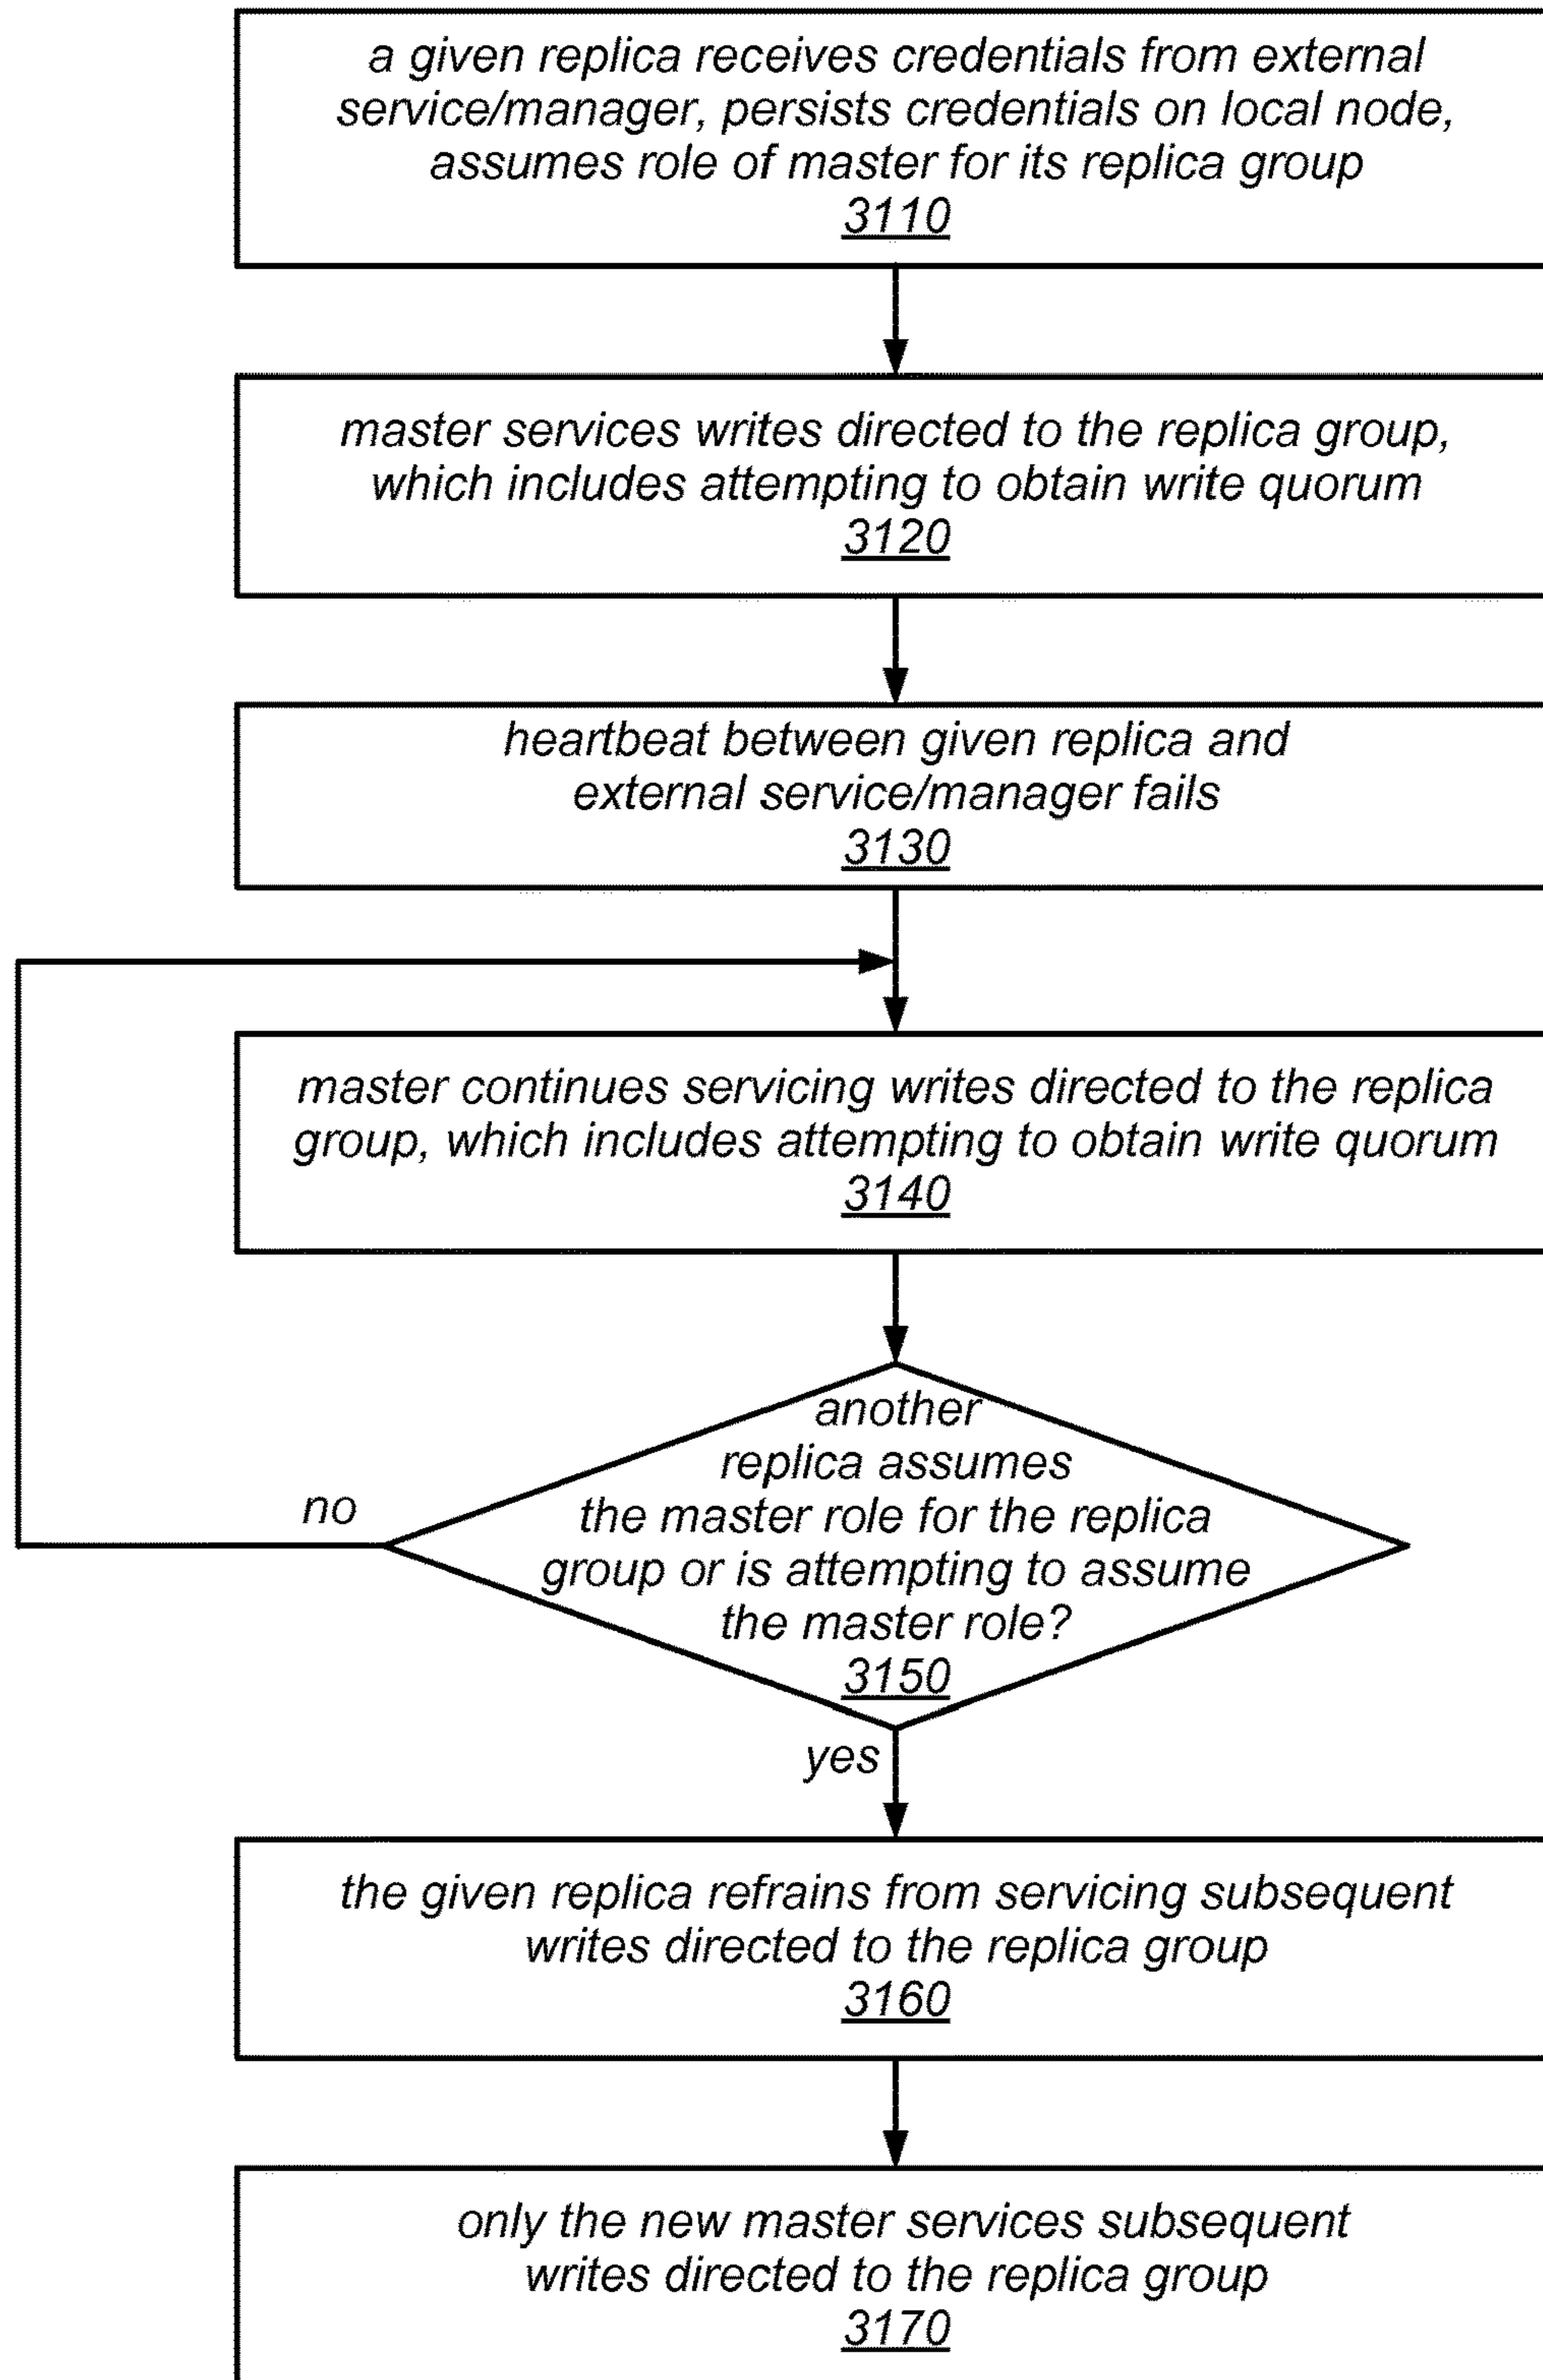 a given replica receives credentials from external
service/manager, persists credentials on local node,
assumes role of master for its replica group
3110
master services writes directed to the replica group,
which includes attempting to obtain write quorum
3120
heartbeat between given replica and
external service/manager fails
3130
master continues servicing writes directed to the replica
group, which includes attempting to obtain write quorum
3140
another
replica assumes
the master role for the replica
group or is attempting to assume
the master role?
3150
no
yes
the given replica refrains from servicing subsequent
writes directed to the replica group
3160
only the new master services subsequent
writes directed to the replica group
3170